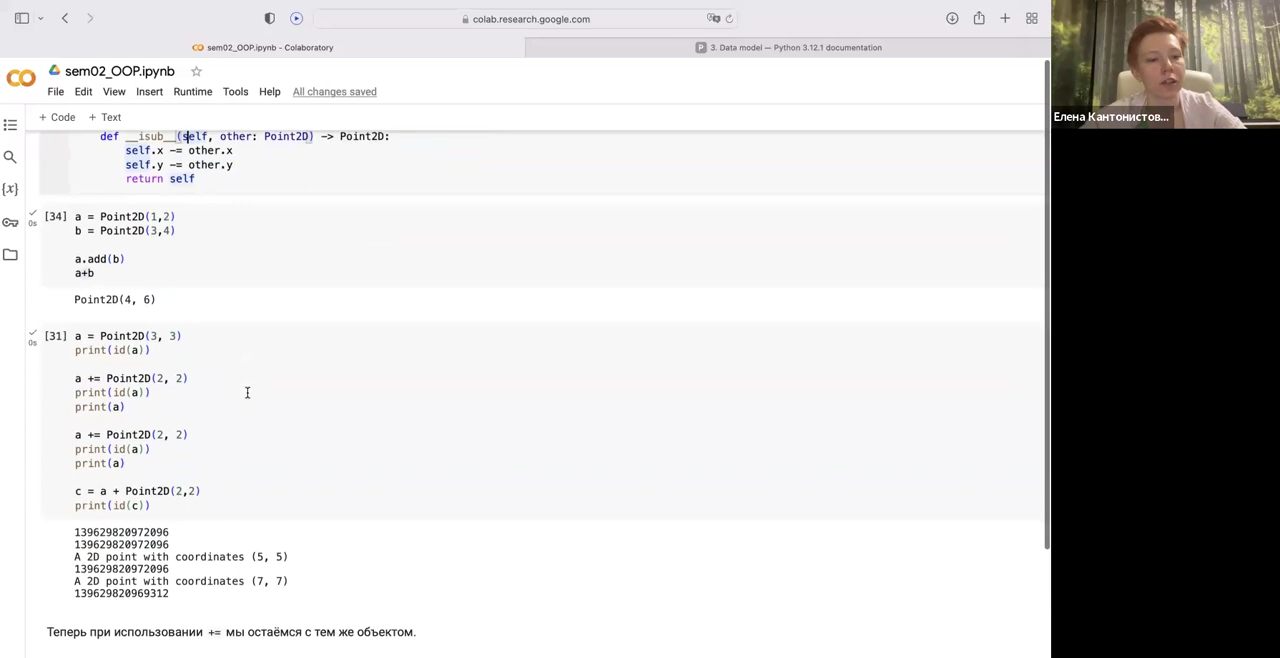 colab.research.google.com
sem02_OOP.ipynb - Colaboratory
3. Data model — Python 3.12.1 documentation
sem02_OOP.ipynb
File Edit View Insert Runtime Tools Help All changes saved
+ Code + Text
Елена Кантонистов...
def __isub__(self, other: Point2D) -> Point2D:
self.x -= other.x
self.y -= other.y
return self
[34] a = Point2D(1,2)
0s b = Point2D(3,4)
a.add(b)
a+b
Point2D(4, 6)
[31] a = Point2D(3, 3)
0s print(id(a))
a += Point2D(2, 2)
print(id(a))
print(a)
a += Point2D(2, 2)
print(id(a))
print(a)
c = a + Point2D(2,2)
print(id(c))
139629820972096
139629820972096
A 2D point with coordinates (5, 5)
139629820972096
A 2D point with coordinates (7, 7)
139629820969312
Теперь при использовании += мы остаёмся с тем же объектом.